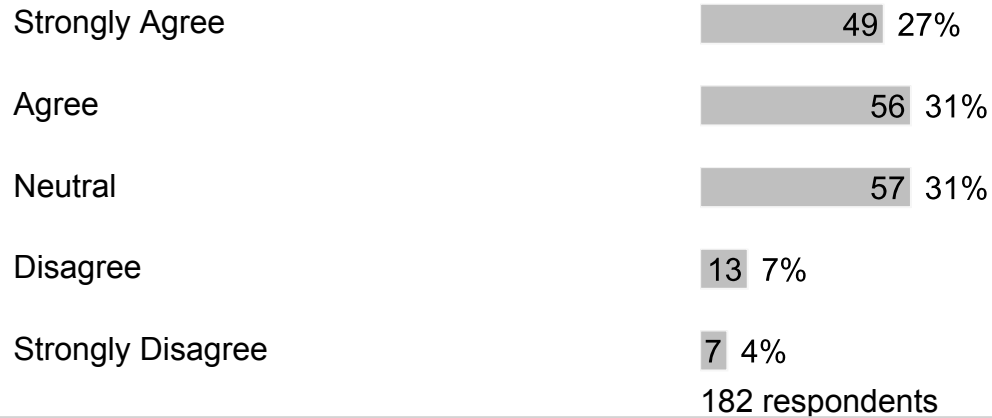 Strongly Agree 49 27%
Agree 56 31%
Neutral 57 31%
Disagree 13 7%
Strongly Disagree 7 4%
182 respondents